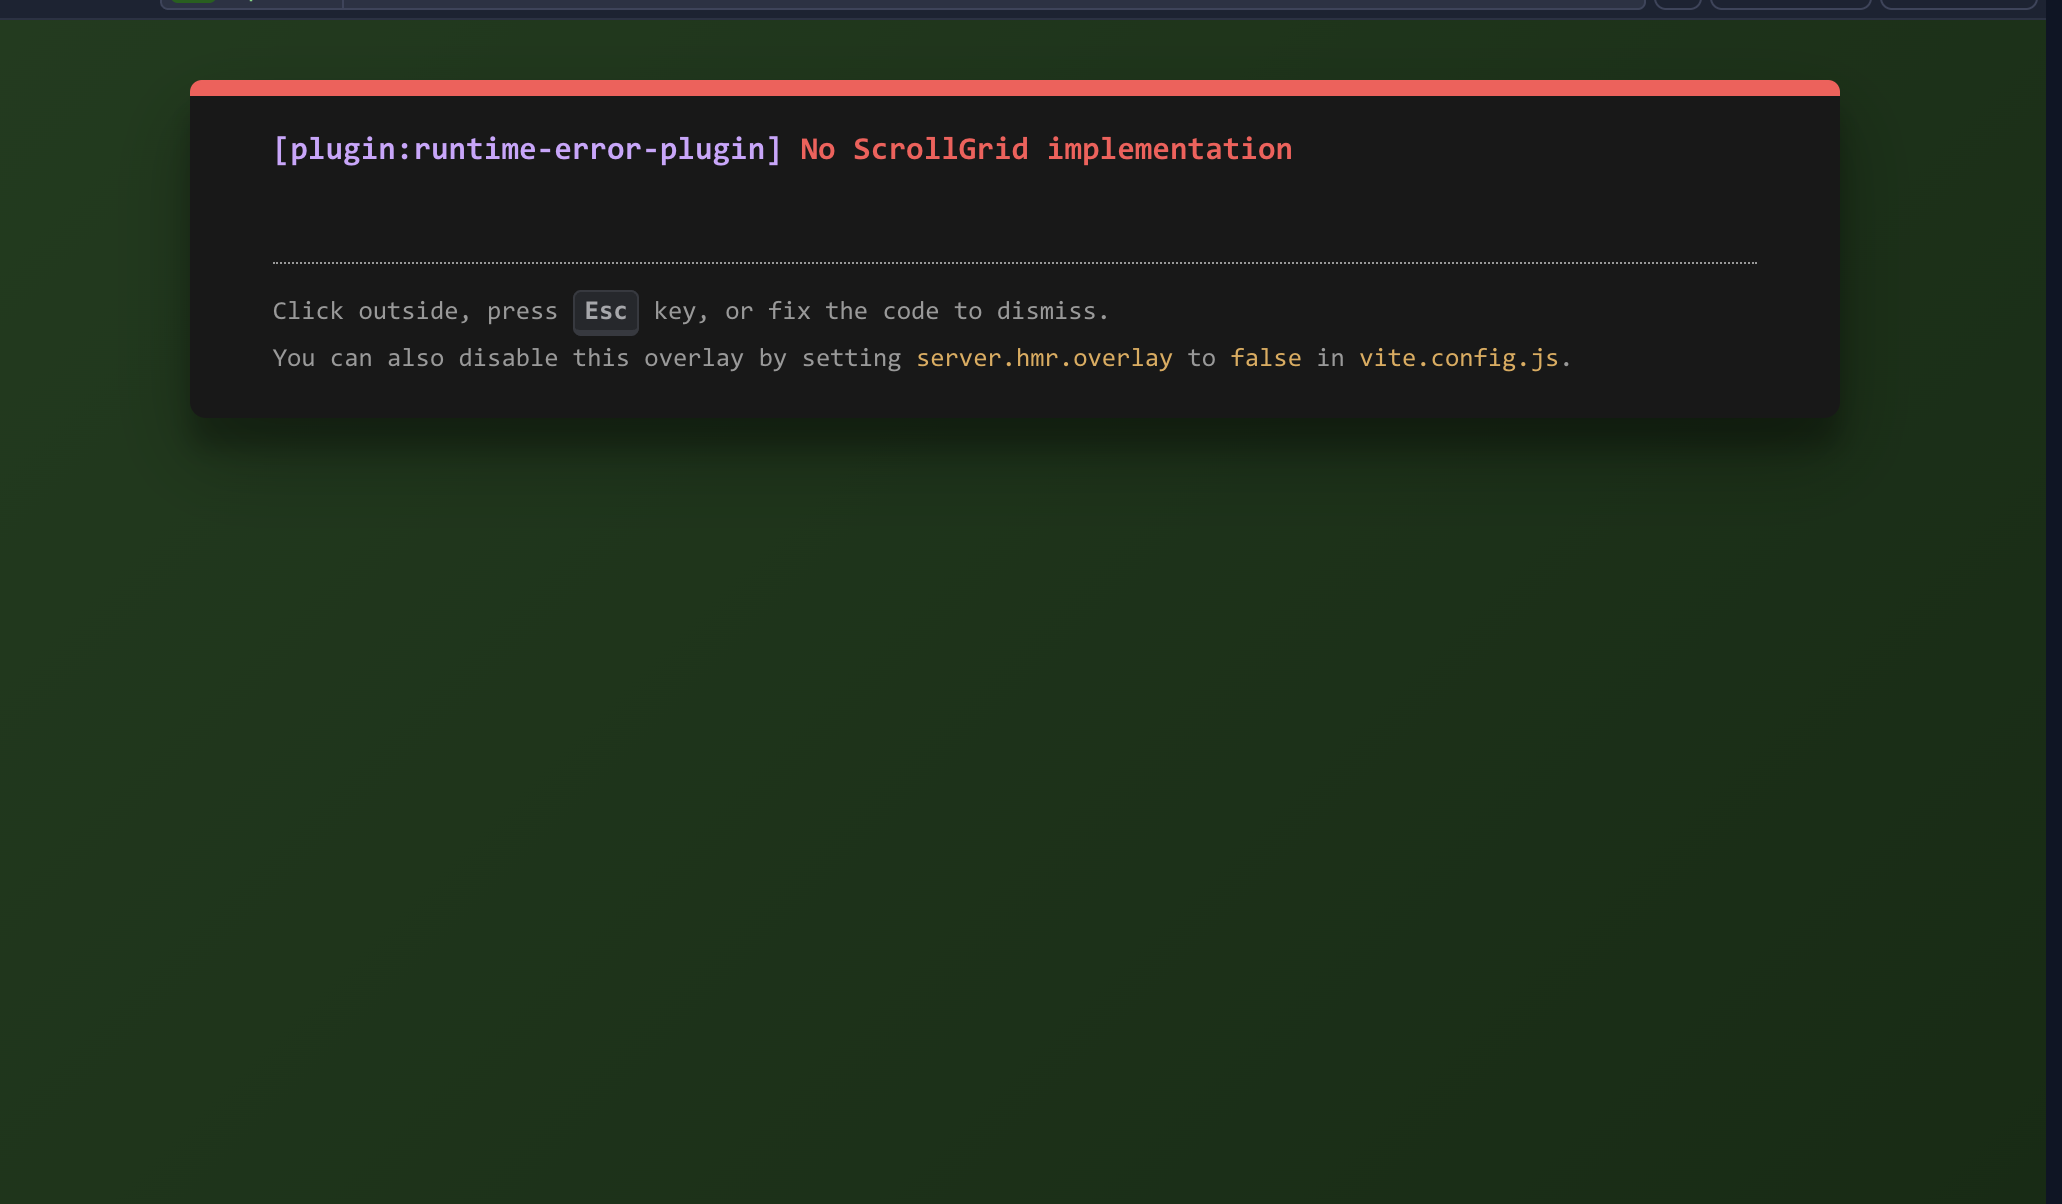 [plugin:runtime-error-plugin] No ScrollGrid implementation
Click outside, press Esc key, or fix the code to dismiss.
You can also disable this overlay by setting server.hmr.overlay to false in vite.config.js.